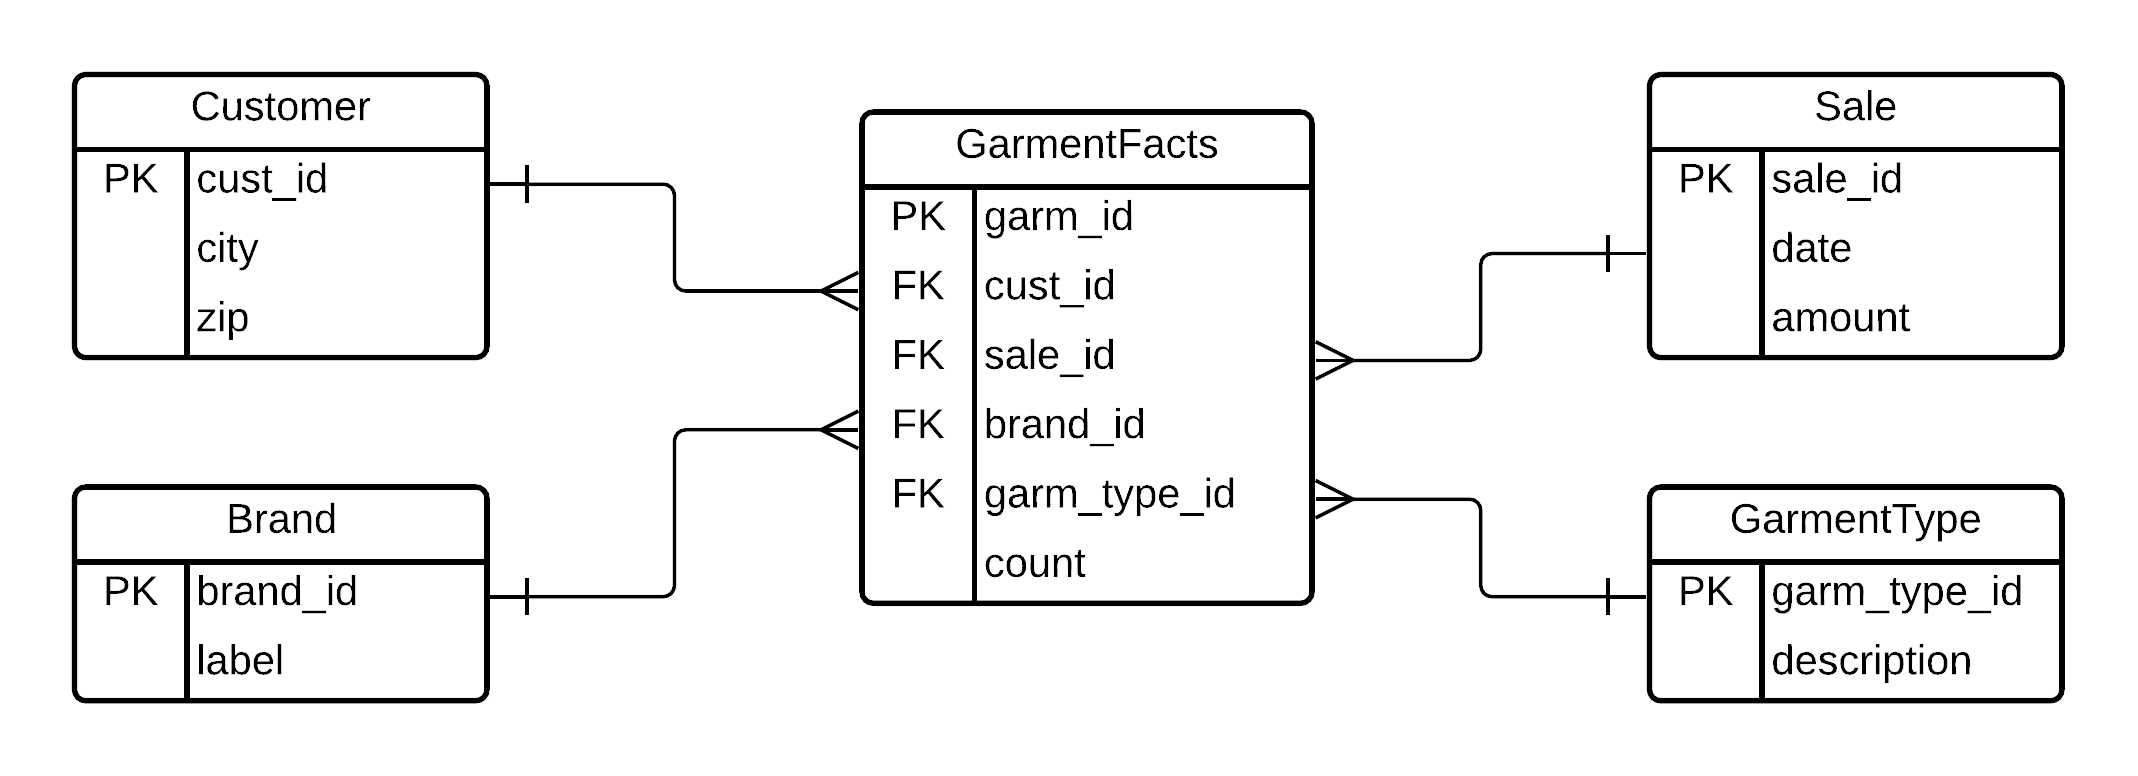 Customer
PK cust_id
city
zip
Brand
PK brand_id
label
GarmentFacts
PK garm_id
FK cust_id
FK sale_id
FK brand_id
FK garm_type_id
count
Sale
PK sale_id
date
amount
GarmentType
PK garm_type_id
description